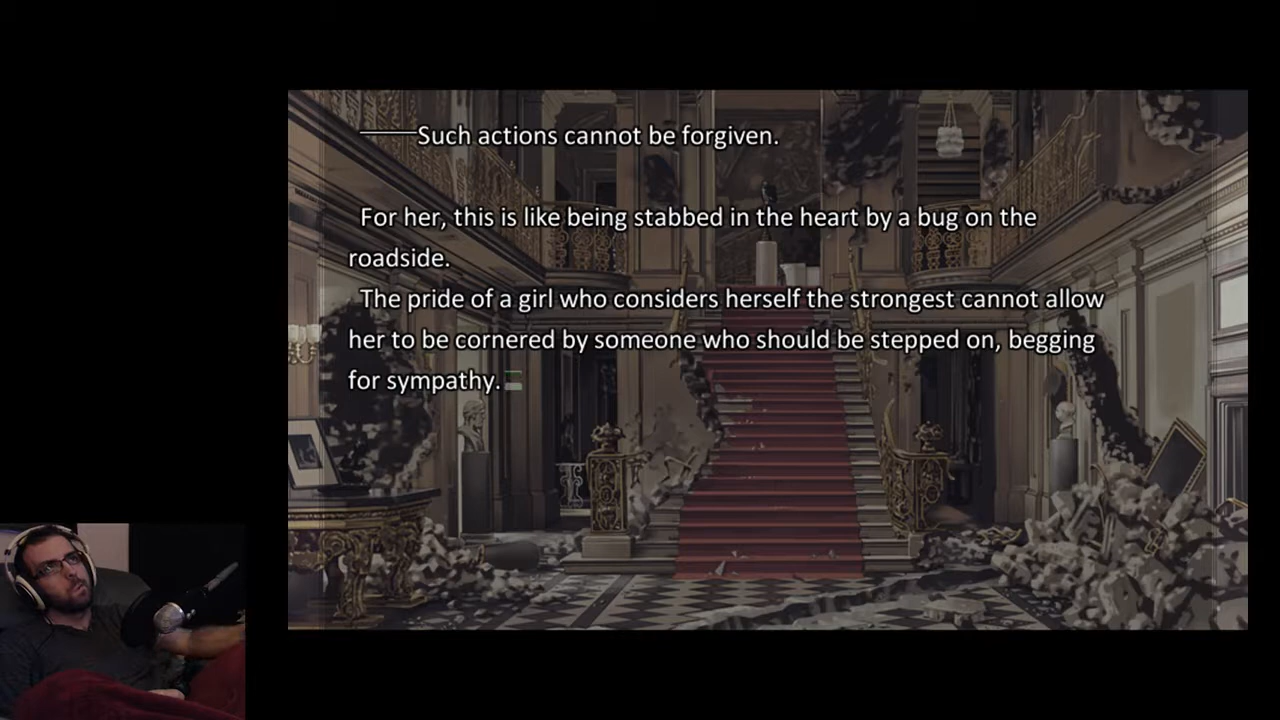 ———Such actions cannot be forgiven.
For her, this is like being stabbed in the heart by a bug on the
roadside.
The pride of a girl who considers herself the strongest cannot allow
her to be cornered by someone who should be stepped on, begging
for sympathy.